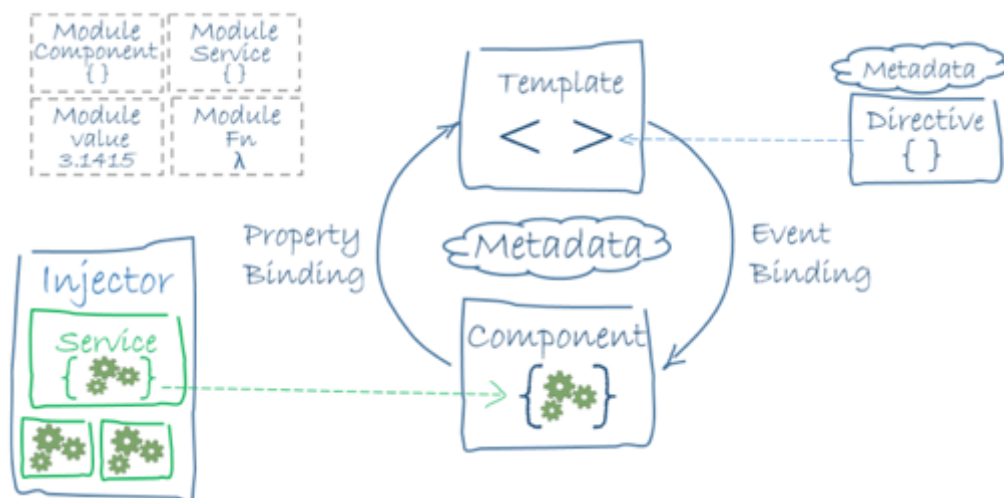 Module
Component
{ }
Module
Service
{ }
Module
value
3.1415
Module
Fn
λ
Template
< >
Metadata
Directive
{ }
Property
Binding
Metadata
Event
Binding
Injector
Service
{ }
Component
{ }